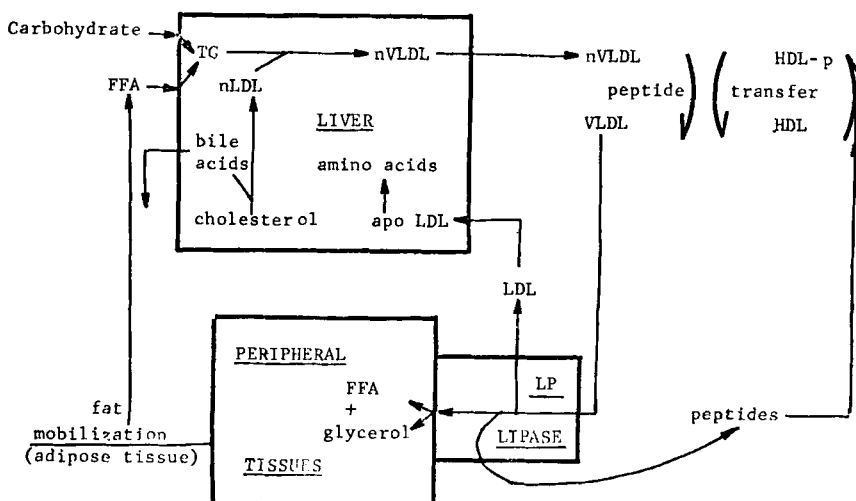 Carbohydrate
TG
nVLDL
nVLDL
HDL-p
FFA
nLDL
peptide
transfer
LIVER
VLDL
HDL
bile
acids
amino acids
cholesterol
apo LDL
LDL
PERIPHERAL
FFA
+
glycerol
LP
LIPASE
TISSUES
fat
mobilization
(adipose tissue)
peptides